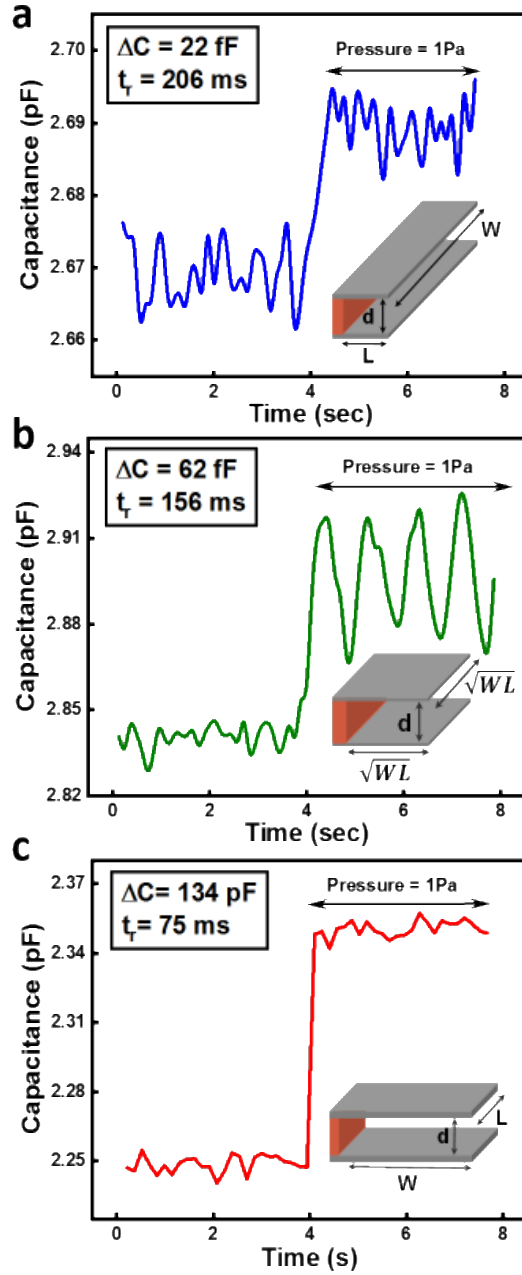 a
ΔC = 22 fF
tr = 206 ms
Pressure = 1Pa
Capacitance (pF)
2.70
2.69
2.68
2.67
2.66
W
d
L
0 2 4 6 8
Time (sec)
b
ΔC = 62 fF
tr = 156 ms
Pressure = 1Pa
Capacitance (pF)
2.94
2.91
2.88
2.85
2.82
√WL
d
√WL
0 2 4 6 8
Time (sec)
c
ΔC= 134 pF
tr= 75 ms
Pressure = 1Pa
Capacitance (pF)
2.37
2.34
2.31
2.28
2.25
L
d
W
0 2 4 6 8
Time (s)